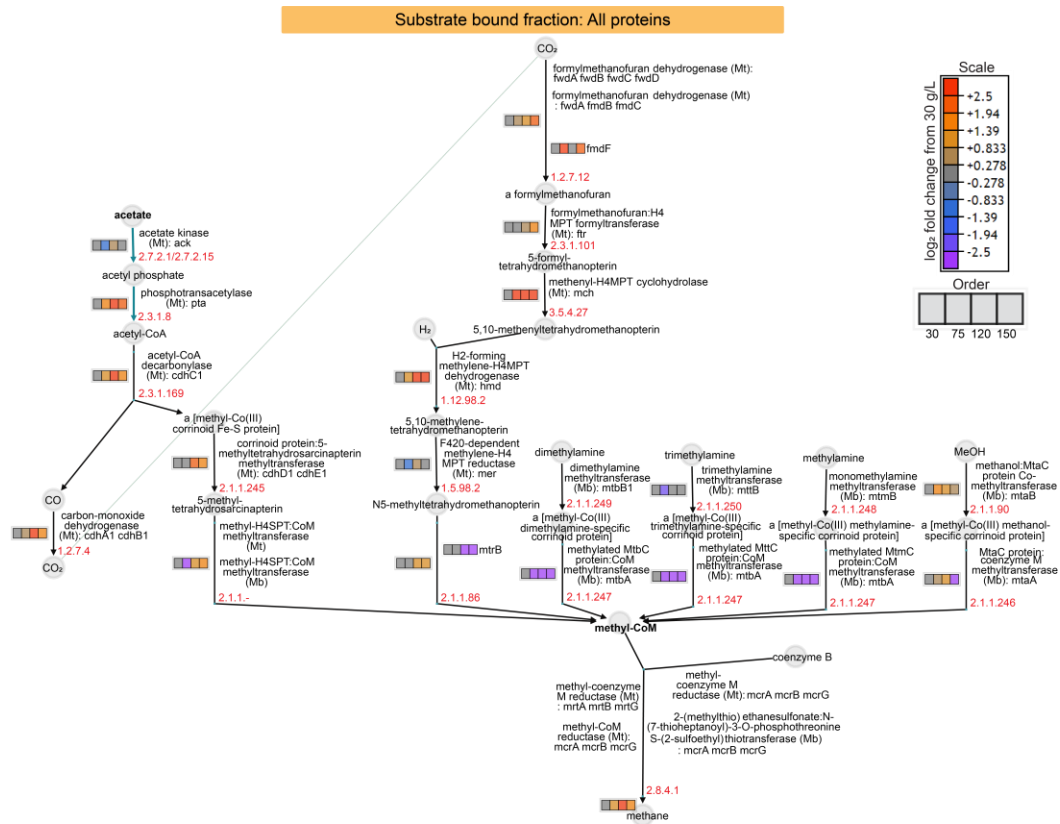 Substrate bound fraction: All proteins
CO₂
formylmethanofuran dehydrogenase (Mt):
fwdA fwdB fwdC fwdD
formylmethanofuran dehydrogenase (Mt)
: fwdA fmdB fmdC
fmdF
1.2.7.12
a formylmethanofuran
formylmethanofuran:H4
MPT formyltransferase
(Mt): ftr
2.3.1.101
5-formyl-
tetrahydromethanopterin
methenyl-H4MPT cyclohydrolase
(Mt): mch
3.5.4.27
5,10-methenyltetrahydromethanopterin
H₂
H2-forming
methylene-H4MPT
dehydrogenase
(Mt): hmd
1.12.98.2
5,10-methylene-
tetrahydromethanopterin
F420-dependent
methylene-H4
MPT reductase
(Mt): mer
1.5.98.2
N5-methyltetrahydromethanopterin
mtrB
2.1.1.86
acetate
acetate kinase
(Mt): ack
2.7.2.1/2.7.2.15
acetyl phosphate
phosphotransacetylase
(Mt): pta
2.3.1.8
acetyl-CoA
acetyl-CoA
decarbonylase
(Mt): cdhC1
2.3.1.169
a [methyl-Co(III)
corrinoid Fe-S protein]
corrinoid protein:5-
methyltetrahydrosarcinapterin
methyltransferase
(Mt): cdhD1 cdhE1
2.1.1.245
5-methyl-
tetrahydrosarcinapterin
methyl-H4SPT:CoM
methyltransferase
(Mt)
methyl-H4SPT:CoM
methyltransferase
(Mb)
2.1.1.-
CO
carbon-monoxide
dehydrogenase
(Mt): cdhA1 cdhB1
1.2.7.4
CO₂
dimethylamine
dimethylamine
methyltransferase
(Mb): mtbB1
2.1.1.249
a [methyl-Co(III)
dimethylamine-specific
corrinoid protein]
methylated MtbC
protein:CoM
methyltransferase
(Mb): mtbA
2.1.1.247
trimethylamine
trimethylamine
methyltransferase
(Mb): mttB
2.1.1.250
a [methyl-Co(III)
trimethylamine-specific
corrinoid protein]
methylated MttC
protein:CoM
methyltransferase
(Mb): mtbA
2.1.1.247
methylamine
monomethylamine
methyltransferase
(Mb): mtmB
2.1.1.248
a [methyl-Co(III) methylamine-
specific corrinoid protein]
methylated MtmC
protein:CoM
methyltransferase
(Mb): mtbA
2.1.1.247
MeOH
methanol:MtaC
protein Co-
methyltransferase
(Mb): mtaB
2.1.1.90
a [methyl-Co(III) methanol-
specific corrinoid protein]
MtaC protein:
coenzyme M
methyltransferase
(Mb): mtaA
2.1.1.246
methyl-CoM
coenzyme B
methyl-coenzyme
M reductase (Mt)
: mrtA mrtB mrtG
methyl-
coenzyme M
reductase (Mt): mcrA mcrB mcrG
methyl-CoM
reductase (Mt):
mcrA mcrB mcrG
2-(methylthio) ethanesulfonate:N-
(7-thioheptanoyl)-3-O-phosphothreonine
S-(2-sulfoethyl)thiotransferase (Mb)
: mcrA mcrB mcrG
2.8.4.1
methane
Scale
log₂ fold change from 30 g/L
+2.5
+1.94
+1.39
+0.833
+0.278
-0.278
-0.833
-1.39
-1.94
-2.5
Order
30 75 120 150